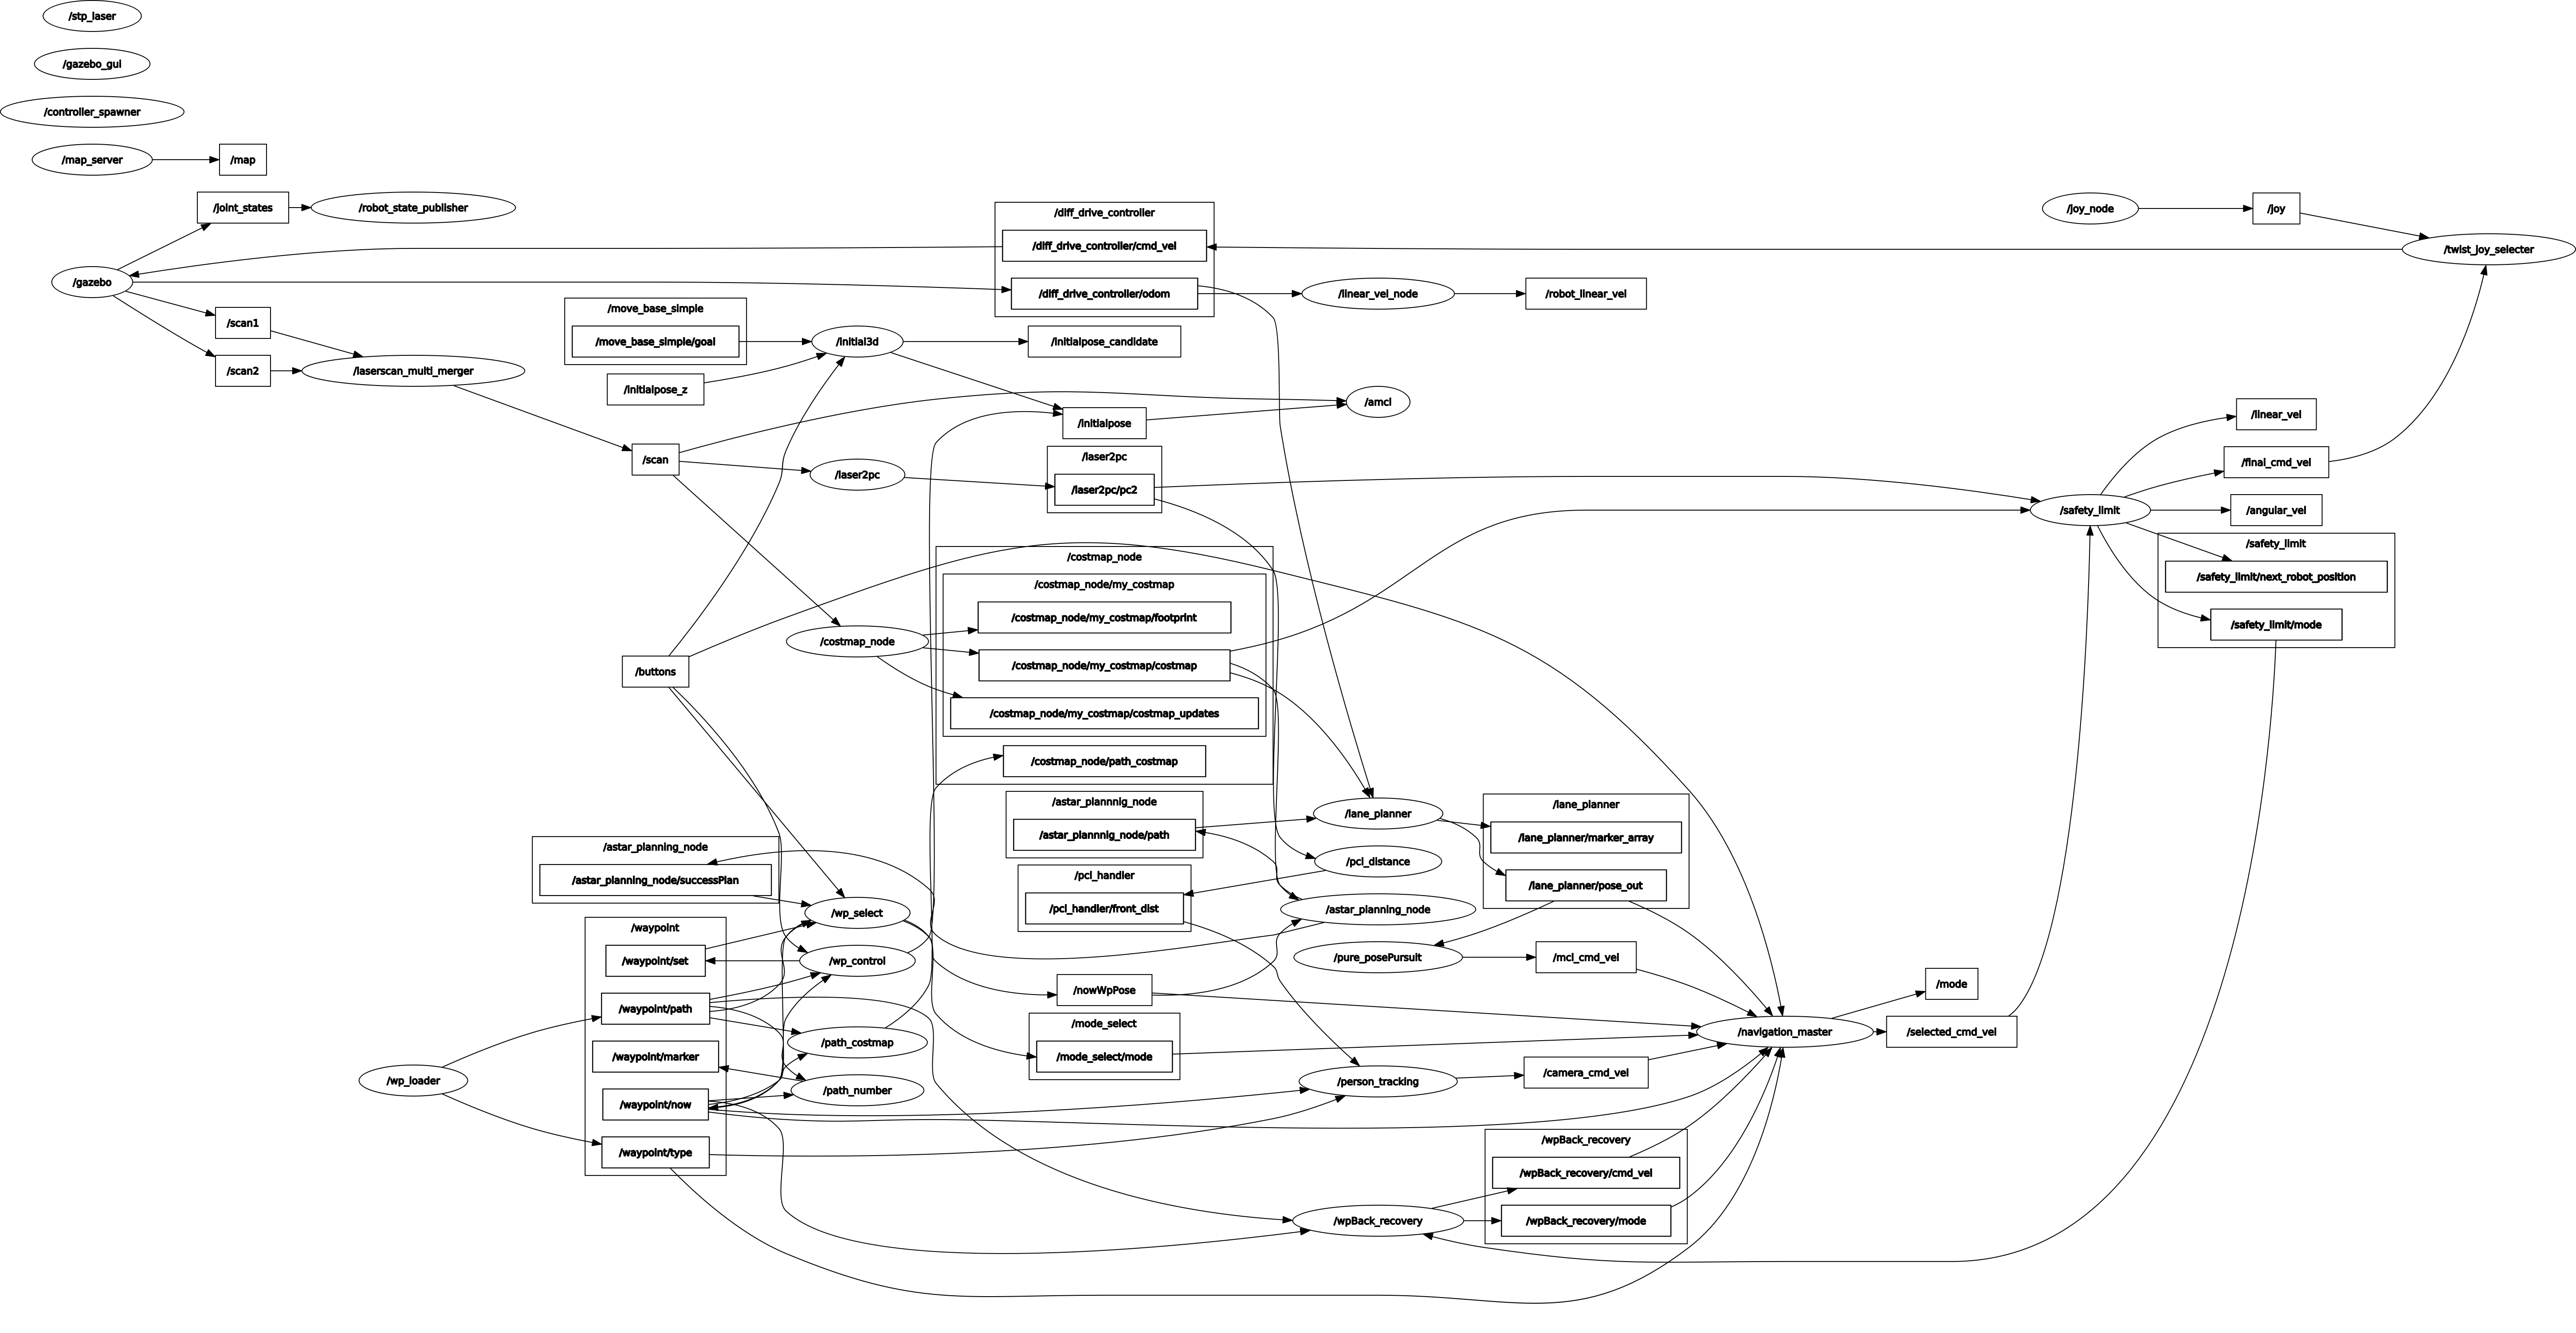 /stp_laser
/gazebo_gui
/controller_spawner
/map_server
/map
/joint_states
/robot_state_publisher
/gazebo
/scan1
/scan2
/laserscan_multi_merger
/diff_drive_controller
/diff_drive_controller/cmd_vel
/diff_drive_controller/odom
/linear_vel_node
/robot_linear_vel
/joy_node
/joy
/twist_joy_selecter
/move_base_simple
/move_base_simple/goal
/initial3d
/initialpose_candidate
/initialpose_z
/initialpose
/amcl
/scan
/laser2pc
/laser2pc
/laser2pc/pc2
/linear_vel
/final_cmd_vel
/safety_limit
/angular_vel
/safety_limit
/safety_limit/next_robot_position
/safety_limit/mode
/costmap_node
/costmap_node/my_costmap
/costmap_node/my_costmap/footprint
/costmap_node
/costmap_node/my_costmap/costmap
/costmap_node/my_costmap/costmap_updates
/costmap_node/path_costmap
/buttons
/astar_plannnig_node
/astar_plannnig_node/path
/lane_planner
/lane_planner
/lane_planner/marker_array
/lane_planner/pose_out
/pcl_distance
/pcl_handler
/pcl_handler/front_dist
/astar_planning_node
/astar_planning_node
/astar_planning_node/successPlan
/wp_select
/waypoint
/waypoint/set
/waypoint/path
/waypoint/marker
/waypoint/now
/waypoint/type
/wp_control
/path_costmap
/path_number
/wp_loader
/pure_posePursuit
/mcl_cmd_vel
/nowWpPose
/mode_select
/mode_select/mode
/person_tracking
/camera_cmd_vel
/navigation_master
/mode
/selected_cmd_vel
/wpBack_recovery
/wpBack_recovery
/wpBack_recovery/cmd_vel
/wpBack_recovery/mode